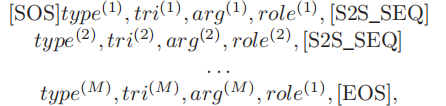 [SOS]type^{(1)}, tri^{(1)}, arg^{(1)}, role^{(1)}, [S2S_SEQ]
type^{(2)}, tri^{(2)}, arg^{(2)}, role^{(2)}, [S2S_SEQ]
...
type^{(M)}, tri^{(M)}, arg^{(M)}, role^{(1)}, [EOS],